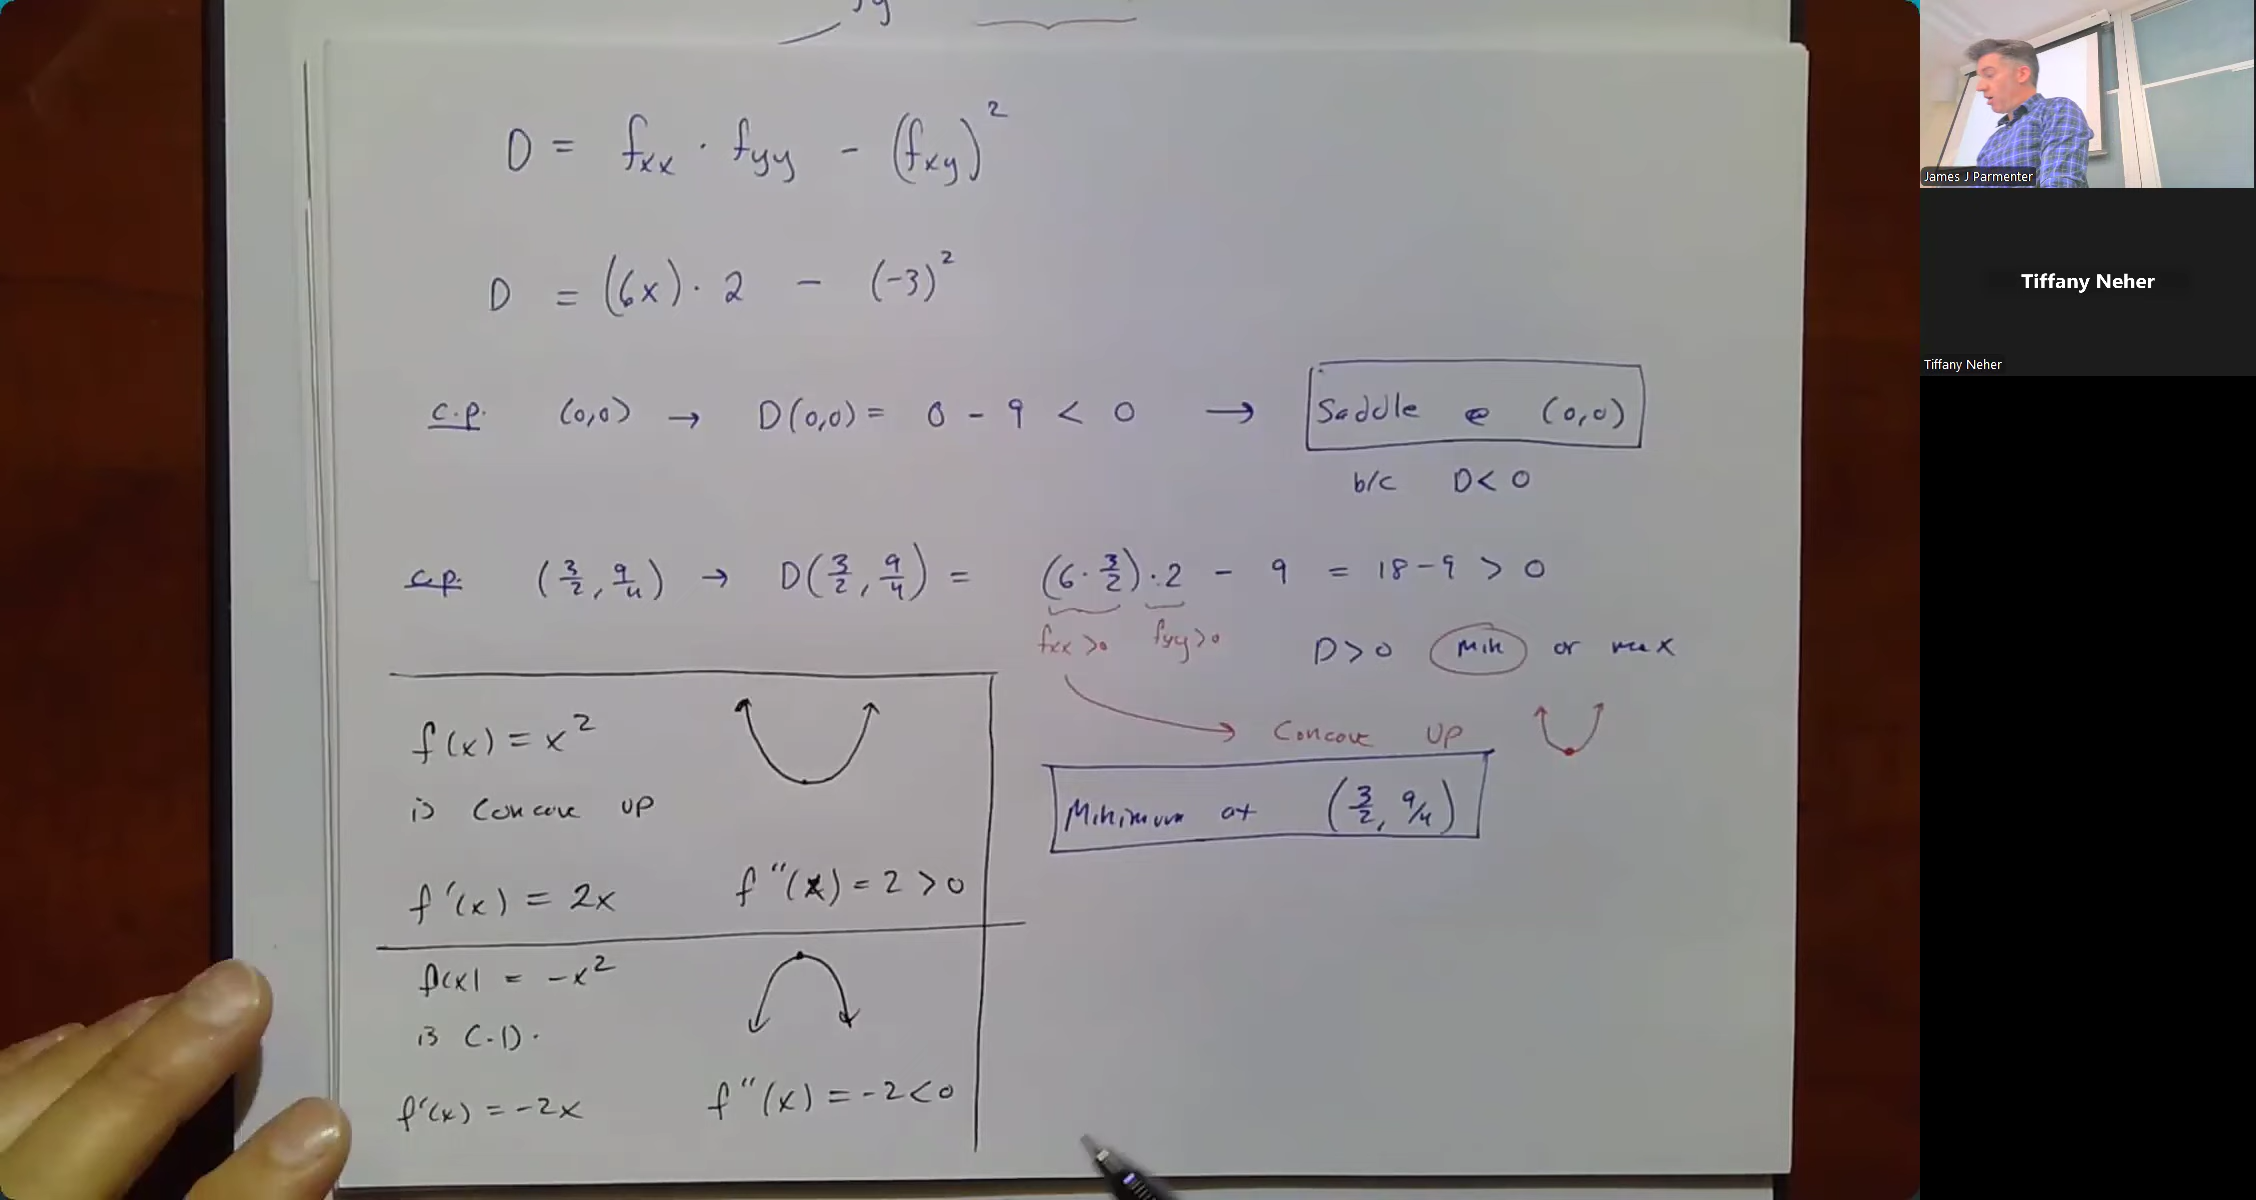 D = fxx · fyy - (fxy)²
D = (6x) · 2 - (-3)²
c.p. (0,0) → D(0,0) = 0 - 9 < 0 → Saddle @ (0,0)
b/c D < 0
c.p. (3/2, 9/4) → D(3/2, 9/4) = (6 · 3/2) · 2 - 9 = 18 - 9 > 0
fxx > 0 fyy > 0 D > 0 min or max
Concave UP
Minimum at (3/2, 9/4)
f(x) = x²
is Concave UP
f'(x) = 2x f"(x) = 2 > 0
f(x) = -x²
is C.D.
f'(x) = -2x f"(x) = -2 < 0
James J Parmenter
Tiffany Neher
Tiffany Neher